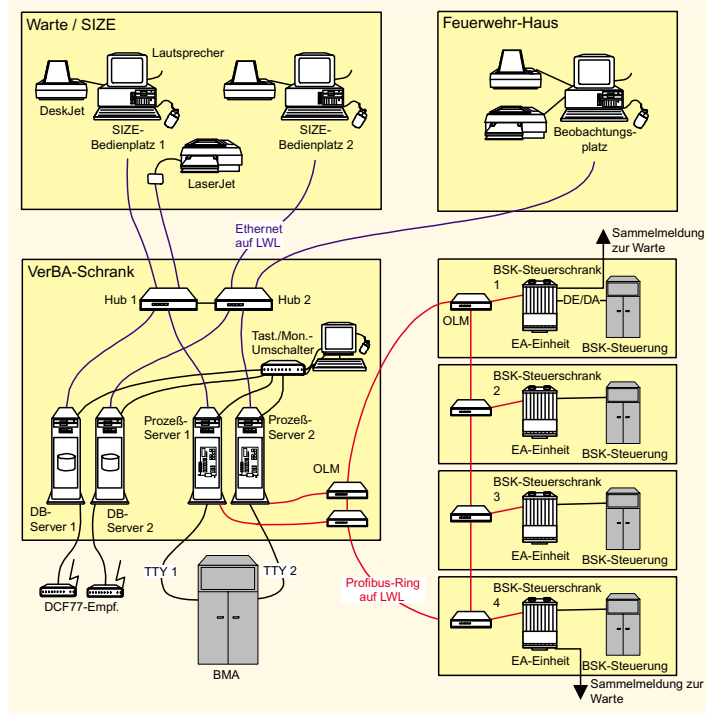 Warte / SIZE
Lautsprecher
DeskJet
SIZE-
Bedienplatz 1
SIZE-
Bedienplatz 2
LaserJet
Feuerwehr-Haus
Beobachtungs-
platz
Ethernet
auf LWL
VerBA-Schrank
Hub 1
Hub 2
Tast./Mon.-
Umschalter
Prozeß-
Server 1
Prozeß-
Server 2
OLM
DB-
Server 1
DB-
Server 2
TTY 1
TTY 2
DCF77-Empf.
BMA
Profibus-Ring
auf LWL
Sammelmeldung
zur Warte
BSK-Steuerschrank
1
OLM
DE/DA
EA-Einheit
BSK-Steuerung
BSK-Steuerschrank
2
EA-Einheit
BSK-Steuerung
BSK-Steuerschrank
3
EA-Einheit
BSK-Steuerung
BSK-Steuerschrank
4
EA-Einheit
BSK-Steuerung
Sammelmeldung zur
Warte